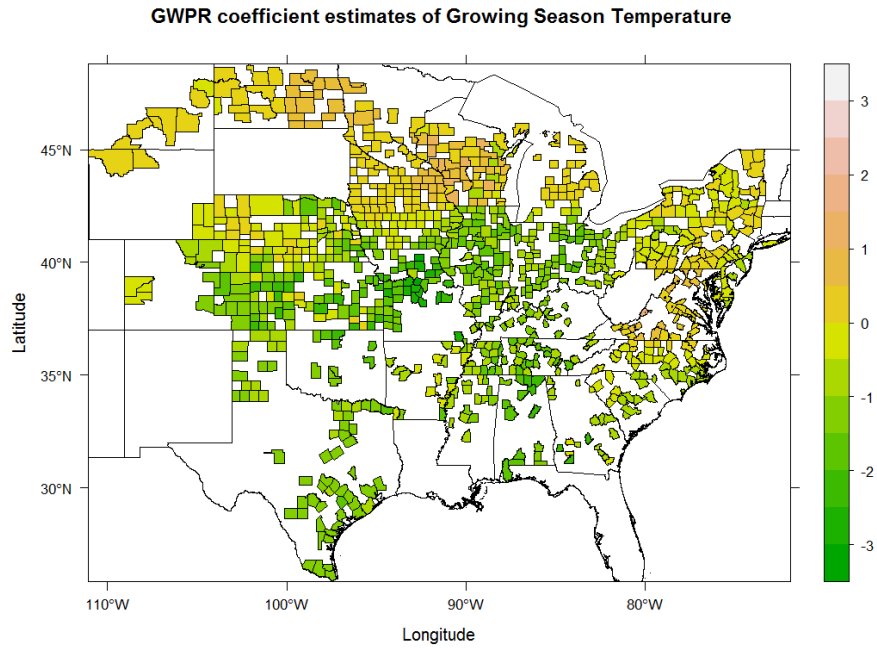 GWPR coefficient estimates of Growing Season Temperature
45°N
40°N
35°N
30°N
Latitude
110°W
100°W
90°W
80°W
Longitude
3
2
1
0
-1
-2
-3